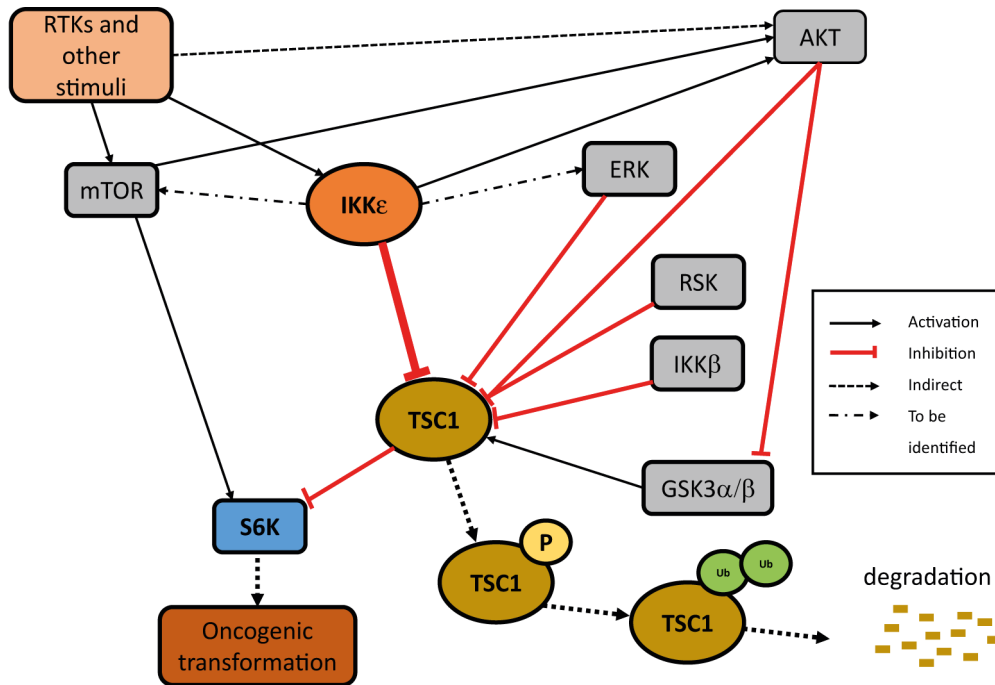 RTKs and
other
stimuli
AKT
mTOR
IKKε
ERK
RSK
IKKβ
TSC1
GSK3α/β
S6K
P
TSC1
Ub
Ub
TSC1
degradation
Oncogenic
transformation
Activation
Inhibition
Indirect
To be
identified